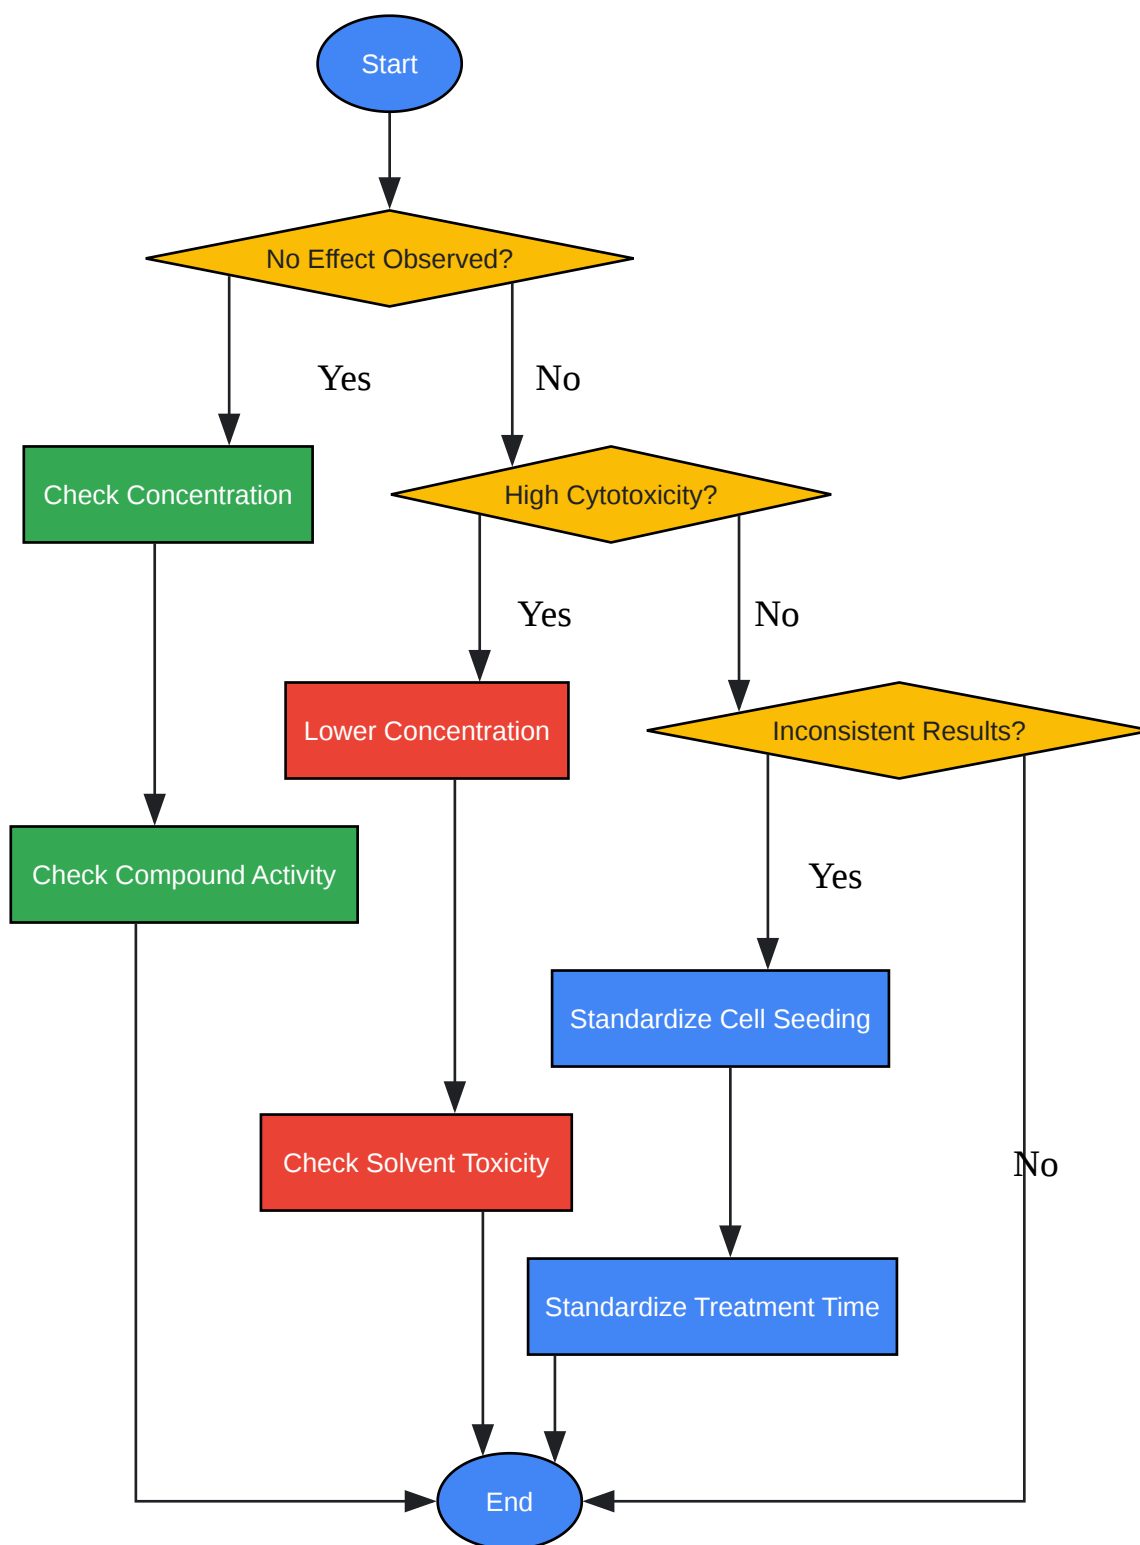 Start
No Effect Observed?
Yes
No
Check Concentration
High Cytotoxicity?
Yes
No
Lower Concentration
Inconsistent Results?
Check Compound Activity
Yes
Standardize Cell Seeding
Check Solvent Toxicity
No
Standardize Treatment Time
End